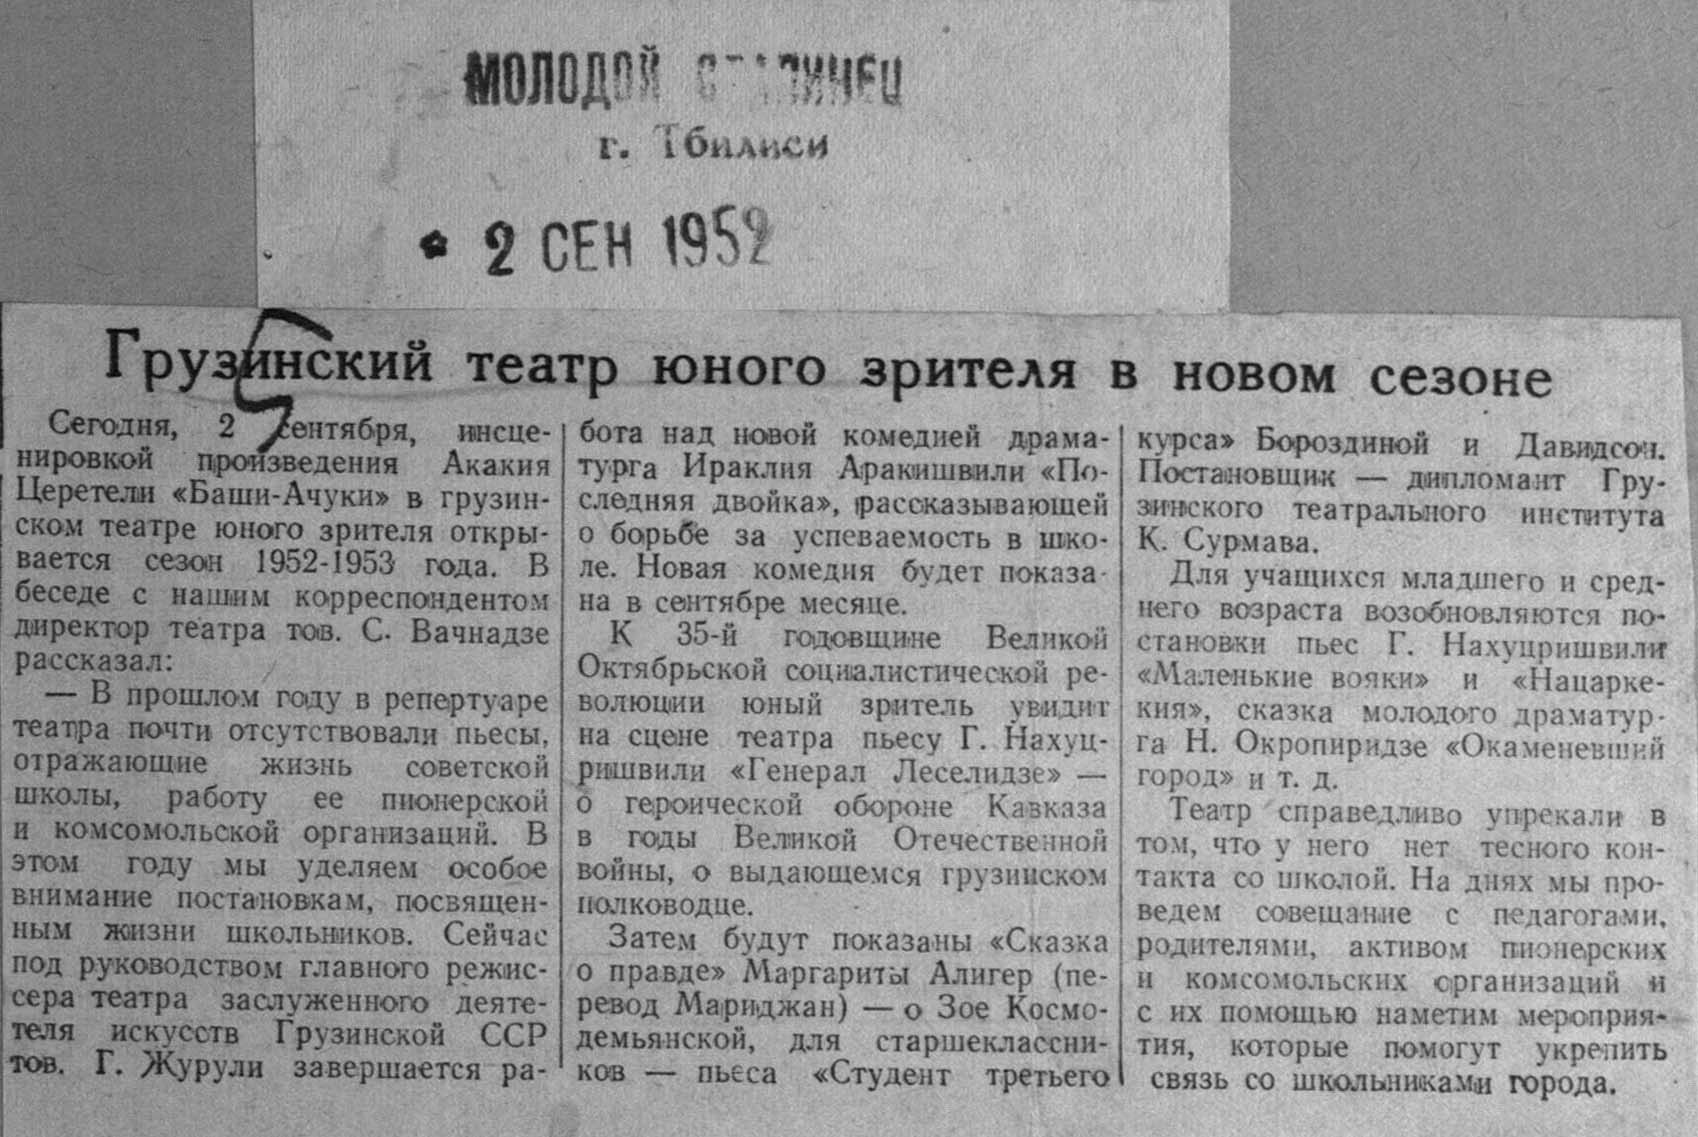 МОЛОДОЙ СТАЛИНЕЦ
г. Тбилиси
2 СЕН 1952
Грузинский театр юного зрителя в новом сезоне
Сегодня, 2 сентября, инсце-
нировкой произведения Акакия
Церетели «Баши-Ачуки» в грузин-
ском театре юного зрителя откры-
вается сезон 1952-1953 года. В
беседе с нашим корреспондентом
директор театра тов. С. Вачнадзе
рассказал:
— В прошлом году в репертуаре
театра почти отсутствовали пьесы,
отражающие жизнь советской
школы, работу ее пионерской
и комсомольской организаций. В
этом году мы уделяем особое
внимание постановкам, посвящен-
ным жизни школьников. Сейчас
под руководством главного режис-
сера театра заслуженного деяте-
теля искусств Грузинской ССР
тов. Г. Журули завершается ра-
бота над новой комедией драма-
турга Ираклия Аракишвили «По-
следняя двойка», рассказывающей
о борьбе за успеваемость в шко-
ле. Новая комедия будет показа-
на в сентябре месяце.
К 35-й годовщине Великой
Октябрьской социалистической ре-
волюции юный зритель увидит
на сцене театра пьесу Г. Нахуц-
ришвили «Генерал Леселидзе» —
о героической обороне Кавказа
в годы Великой Отечественной
войны, о выдающемся грузинском
полководце.
Затем будут показаны «Сказка
о правде» Маргариты Алигер (пе-
ревод Мариджан) — о Зое Космо-
демьянской, для старшеклассни-
ков — пьеса «Студент третьего
курса» Бороздиной и Давидсон.
Постановщик — дипломант Гру-
зинского театрального института
К. Сурмава.
Для учащихся младшего и сред-
него возраста возобновляются по-
становки пьес Г. Нахуцришвили
«Маленькие вояки» и «Нацарке-
кия», сказка молодого драматур-
га Н. Окропиридзе «Окаменевший
город» и т. д.
Театр справедливо упрекали в
том, что у него нет тесного кон-
такта со школой. На днях мы про-
ведем совещание с педагогами,
родителями, активом пионерских
и комсомольских организаций и
с их помощью наметим мероприя-
тия, которые помогут укрепить
связь со школьниками города.